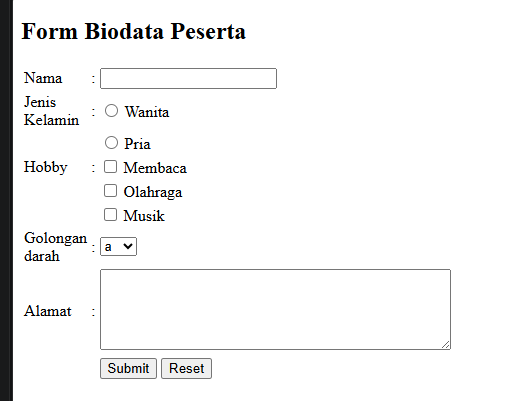 Form Biodata Peserta
Nama :
Jenis
Kelamin : Wanita
Pria
Hobby : Membaca
Olahraga
Musik
Golongan
darah : a
Alamat :
Submit Reset